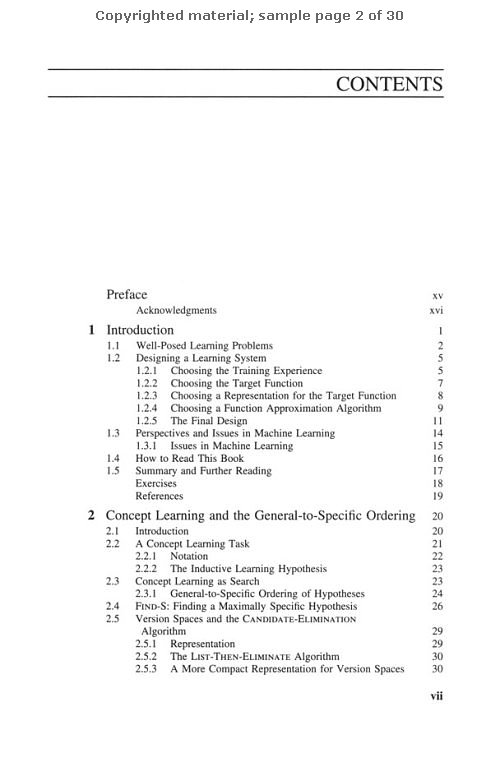 Copyrighted material; sample page 2 of 30
CONTENTS
Preface xv
Acknowledgments xvi
1 Introduction 1
1.1 Well-Posed Learning Problems 2
1.2 Designing a Learning System 5
1.2.1 Choosing the Training Experience 5
1.2.2 Choosing the Target Function 7
1.2.3 Choosing a Representation for the Target Function 8
1.2.4 Choosing a Function Approximation Algorithm 9
1.2.5 The Final Design 11
1.3 Perspectives and Issues in Machine Learning 14
1.3.1 Issues in Machine Learning 15
1.4 How to Read This Book 16
1.5 Summary and Further Reading 17
Exercises 18
References 19
2 Concept Learning and the General-to-Specific Ordering 20
2.1 Introduction 20
2.2 A Concept Learning Task 21
2.2.1 Notation 22
2.2.2 The Inductive Learning Hypothesis 23
2.3 Concept Learning as Search 23
2.3.1 General-to-Specific Ordering of Hypotheses 24
2.4 FIND-S: Finding a Maximally Specific Hypothesis 26
2.5 Version Spaces and the CANDIDATE-ELIMINATION
Algorithm 29
2.5.1 Representation 29
2.5.2 The LIST-THEN-ELIMINATE Algorithm 30
2.5.3 A More Compact Representation for Version Spaces 30
vii